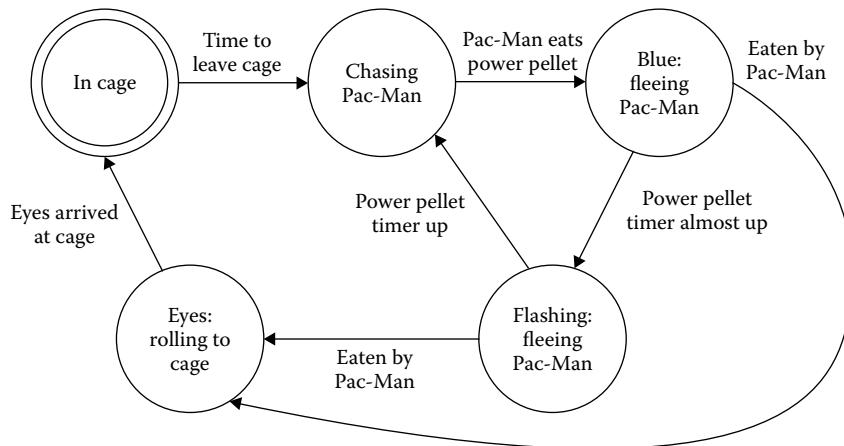 In cage
Time to
leave cage
Chasing
Pac-Man
Pac-Man eats
power pellet
Blue:
fleeing
Pac-Man
Eaten by
Pac-Man
Eyes arrived
at cage
Power pellet
timer up
Power pellet
timer almost up
Eyes:
rolling to
cage
Eaten by
Pac-Man
Flashing:
fleeing
Pac-Man